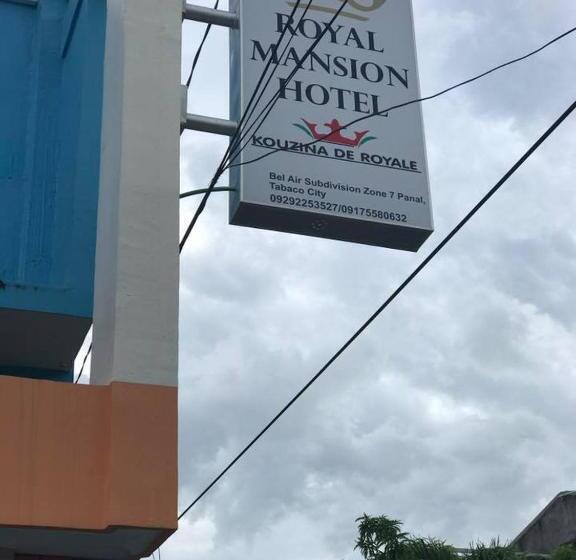 ROYAL
MANSION
HOTEL
KOUZINA DE ROYALE
Bel Air Subdivision Zone 7 Panal,
Tabaco City
09292253527/09175580632